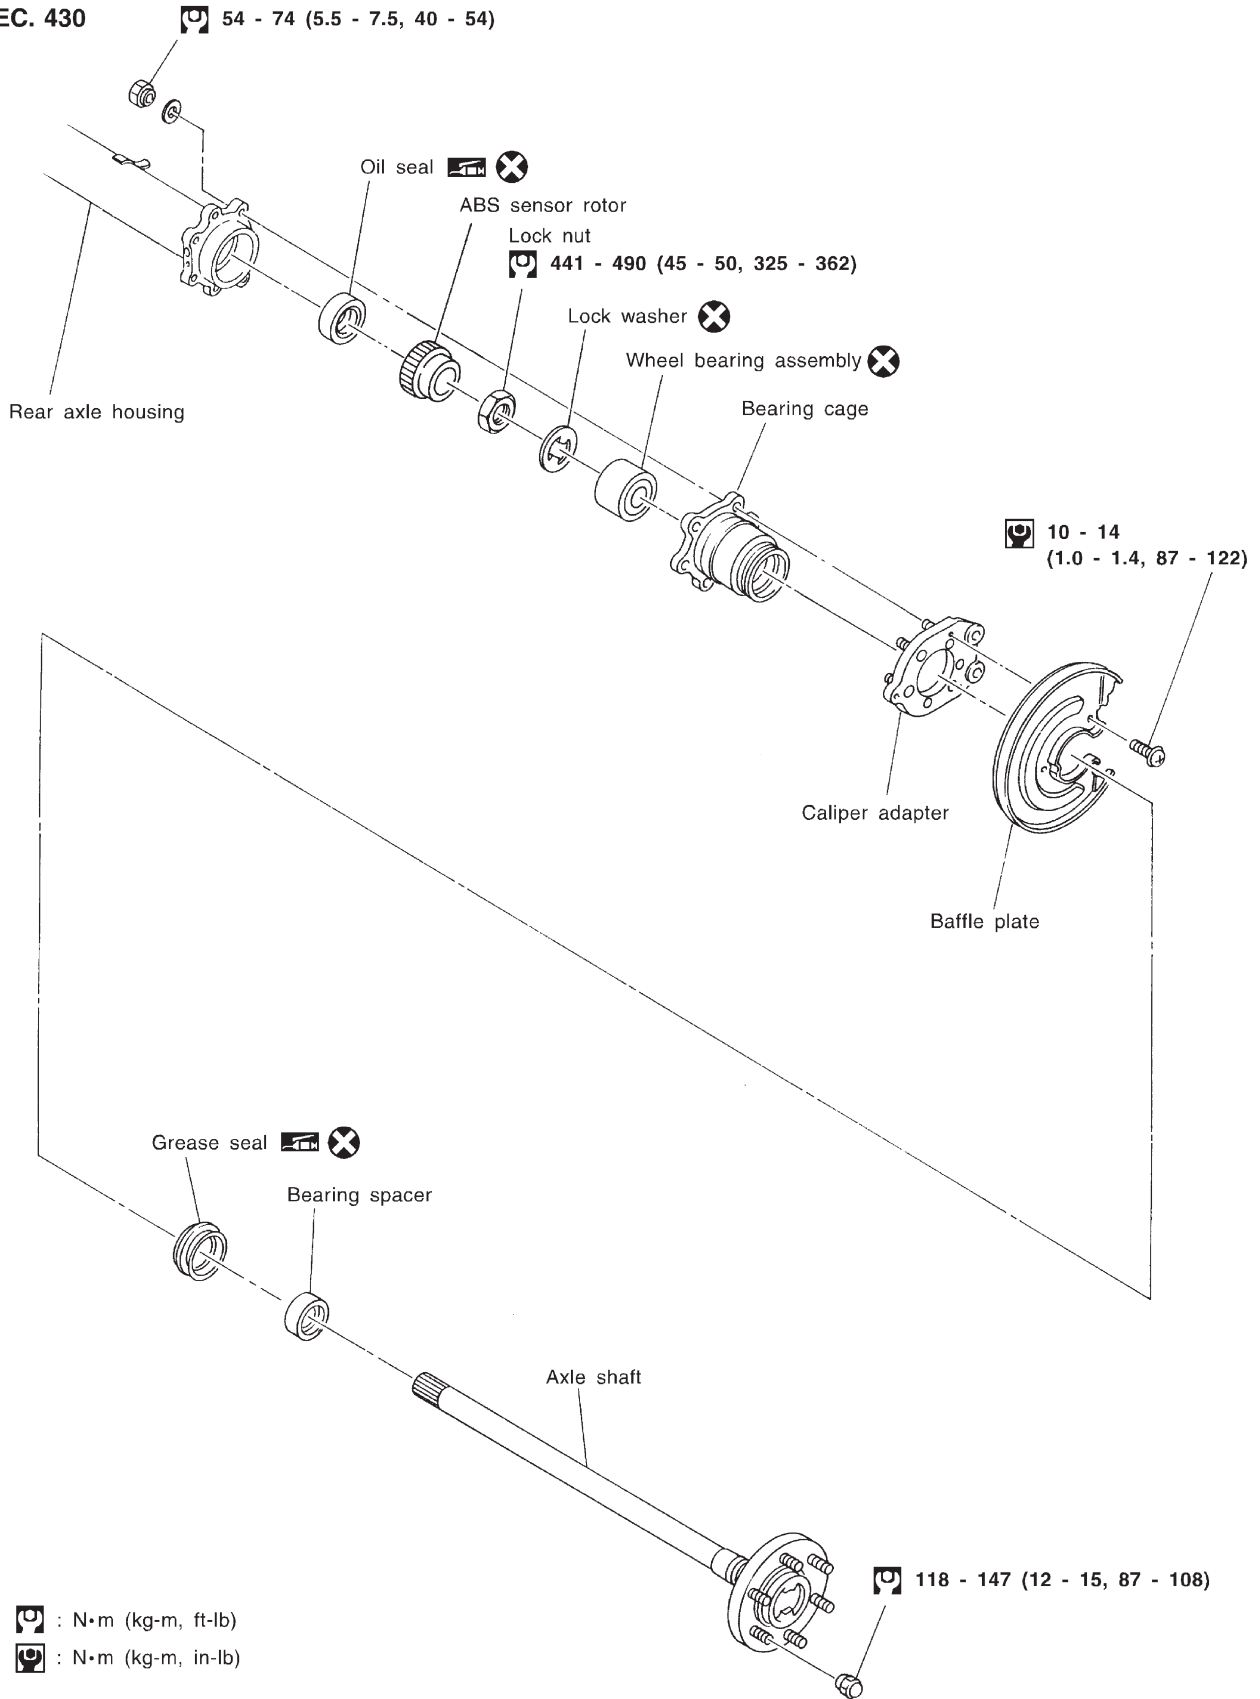 EC. 430
54 - 74 (5.5 - 7.5, 40 - 54)
Oil seal
ABS sensor rotor
Lock nut
441 - 490 (45 - 50, 325 - 362)
Lock washer
Wheel bearing assembly
Rear axle housing
Bearing cage
10 - 14
(1.0 - 1.4, 87 - 122)
Caliper adapter
Baffle plate
Grease seal
Bearing spacer
Axle shaft
118 - 147 (12 - 15, 87 - 108)
: N•m (kg-m, ft-lb)
: N•m (kg-m, in-lb)